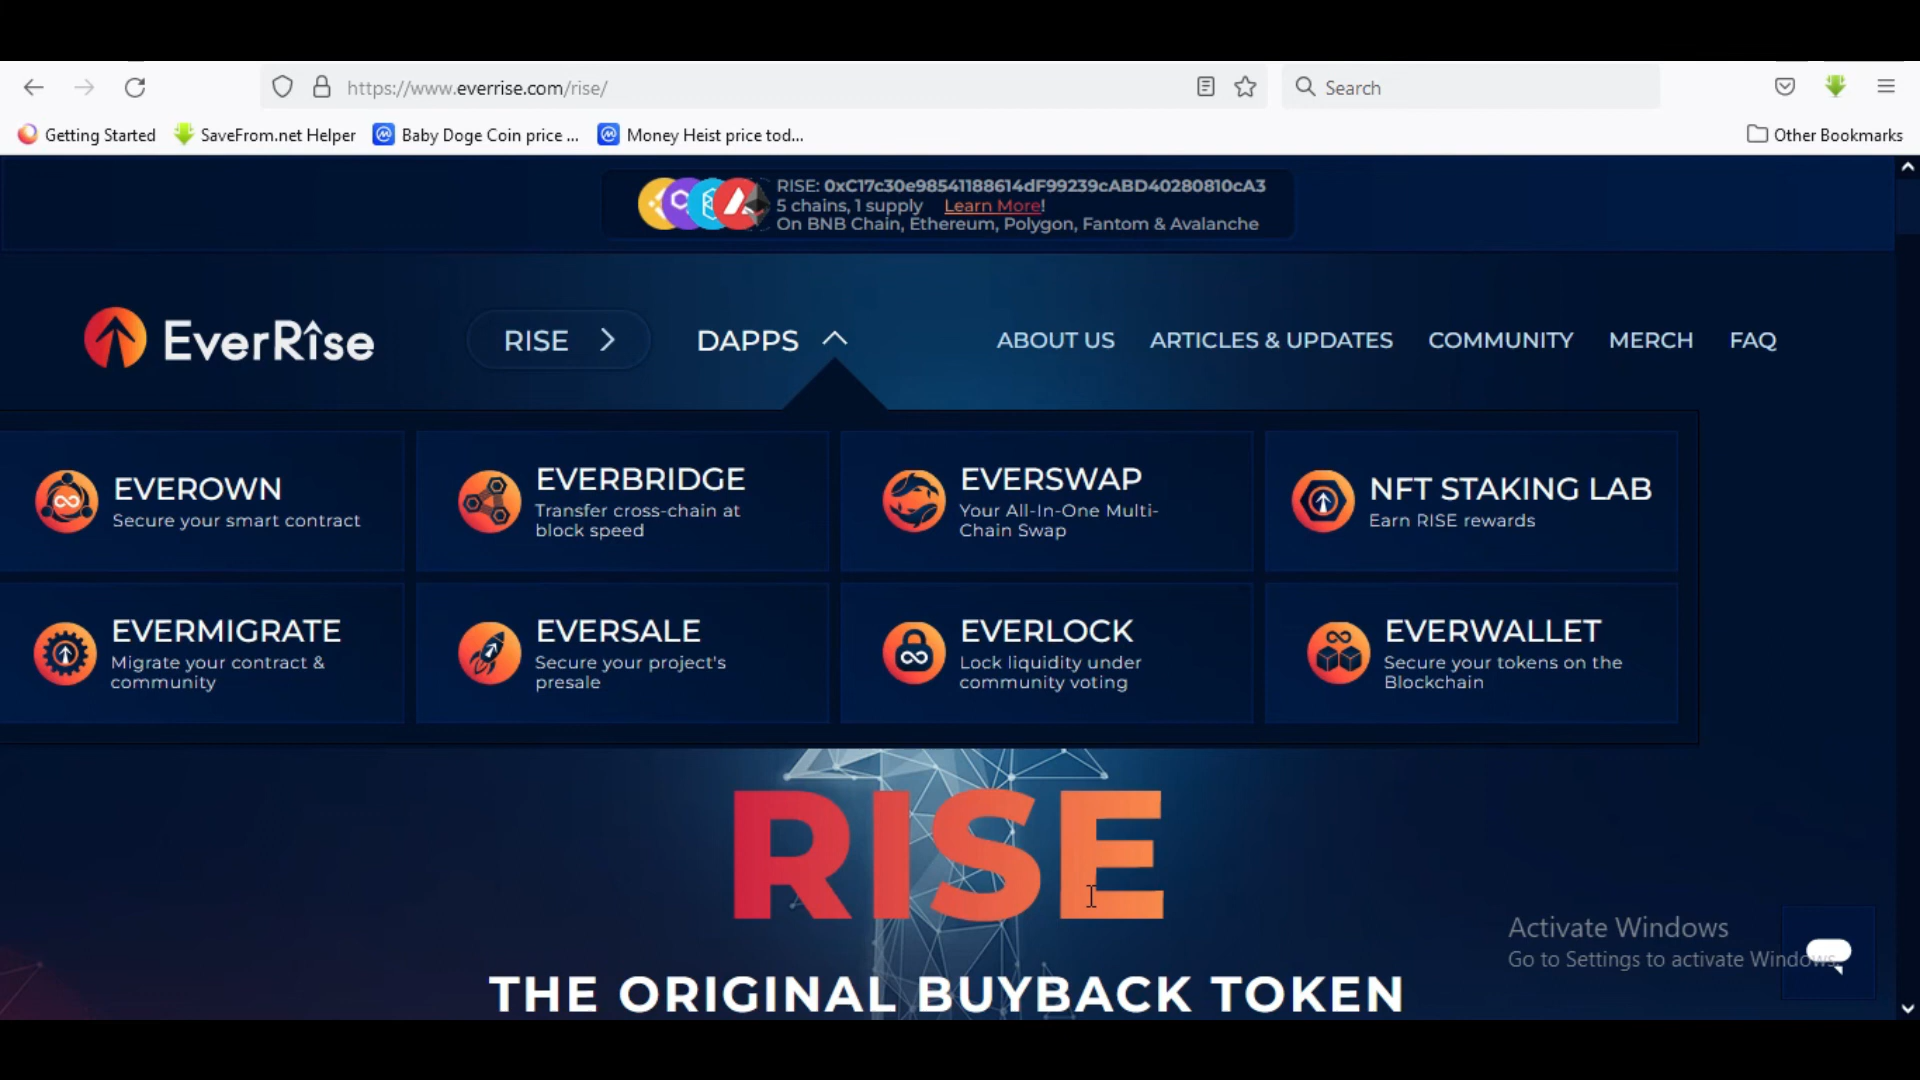 https://www.everrise.com/rise/
Search
Getting Started
SaveFrom.net Helper
Baby Doge Coin price ...
Money Heist price tod...
Other Bookmarks
RISE: 0xC17c30e98541188614dF99239cABD40280810cA3
5 chains, 1 supply Learn More!
On BNB Chain, Ethereum, Polygon, Fantom & Avalanche
EverRîse
RISE
DAPPS
ABOUT US
ARTICLES & UPDATES
COMMUNITY
MERCH
FAQ
EVEROWN
Secure your smart contract
EVERBRIDGE
Transfer cross-chain at
block speed
EVERSWAP
Your All-In-One Multi-
Chain Swap
NFT STAKING LAB
Earn RISE rewards
EVERMIGRATE
Migrate your contract &
community
EVERSALE
Secure your project's
presale
EVERLOCK
Lock liquidity under
community voting
EVERWALLET
Secure your tokens on the
Blockchain
RISE
THE ORIGINAL BUYBACK TOKEN
Activate Windows
Go to Settings to activate Windows.